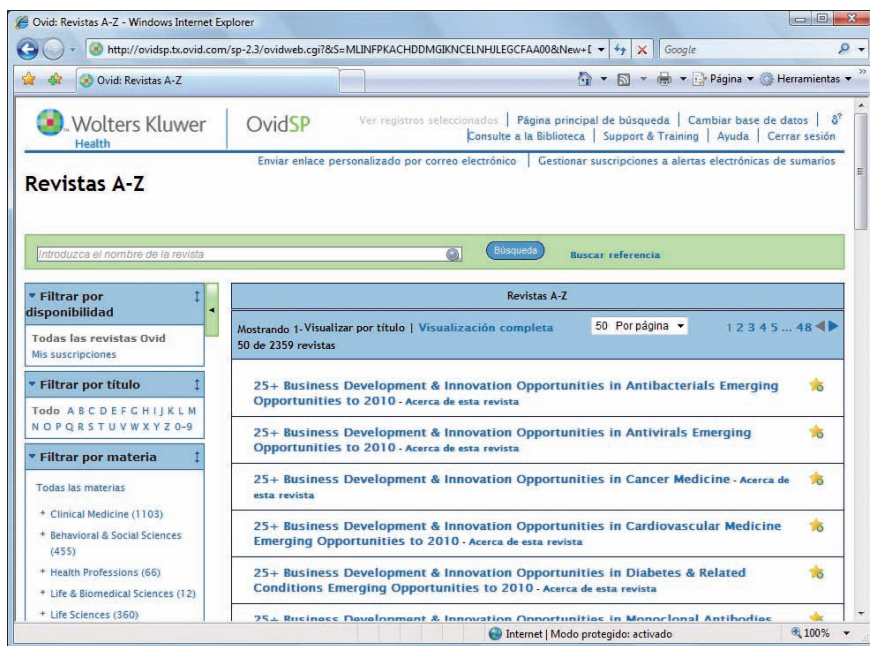 Ovid: Revistas A-Z - Windows Internet Explorer
http://ovidsp.tx.ovid.com/sp-2.3/ovidweb.cgi?&S=MLINFPKACHDDMGIKNCELNHJLEGCFAA00&New+D
Google
Ovid: Revistas A-Z
Página
Herramientas
Wolters Kluwer
Health
OvidSP
Ver registros seleccionados | Página principal de búsqueda | Cambiar base de datos |
Consulte a la Biblioteca | Support & Training | Ayuda | Cerrar sesión
Enviar enlace personalizado por correo electrónico | Gestionar suscripciones a alertas electrónicas de sumarios
Revistas A-Z
Introduzca el nombre de la revista
Búsqueda
Buscar referencia
Filtrar por
disponibilidad
Todas las revistas Ovid
Mis suscripciones
Filtrar por título
Todo A B C D E F G H I J K L M
N O P Q R S T U V W X Y Z 0-9
Filtrar por materia
Todas las materias
+ Clinical Medicine (1103)
+ Behavioral & Social Sciences
(455)
+ Health Professions (66)
+ Life & Biomedical Sciences (12)
+ Life Sciences (360)
Revistas A-Z
Mostrando 1- Visualizar por título | Visualización completa
50 de 2359 revistas
50 Por página
1 2 3 4 5 ... 48
25+ Business Development & Innovation Opportunities in Antibacterials Emerging
Opportunities to 2010 - Acerca de esta revista
25+ Business Development & Innovation Opportunities in Antivirals Emerging
Opportunities to 2010 - Acerca de esta revista
25+ Business Development & Innovation Opportunities in Cancer Medicine - Acerca de
esta revista
25+ Business Development & Innovation Opportunities in Cardiovascular Medicine
Emerging Opportunities to 2010 - Acerca de esta revista
25+ Business Development & Innovation Opportunities in Diabetes & Related
Conditions Emerging Opportunities to 2010 - Acerca de esta revista
25+ Business Development & Innovation Opportunities in Monoclonal Antibodies
Internet | Modo protegido: activado
100%